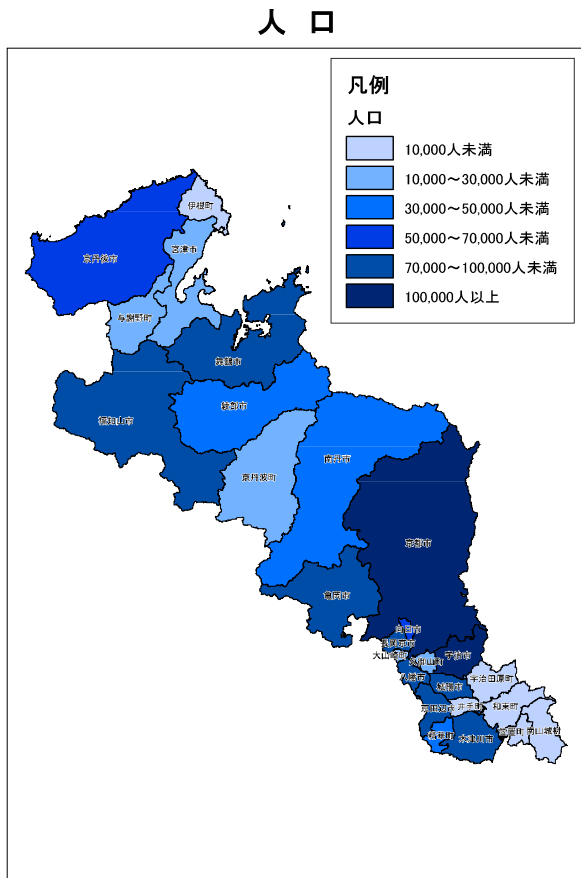 人口
凡例
人口
10,000人未満
10,000～30,000人未満
30,000～50,000人未満
50,000～70,000人未満
70,000～100,000人未満
100,000人以上
伊根町
京丹後市
宮津市
与謝野町
舞鶴市
綾部市
福知山市
京丹波町
南丹市
京都市
亀岡市
向日市
長岡京市
大山崎町
久御山町
宇治市
八幡市
城陽市
宇治田原町
京田辺市
井手町
和束町
精華町
木津川市
笠置町
南山城村